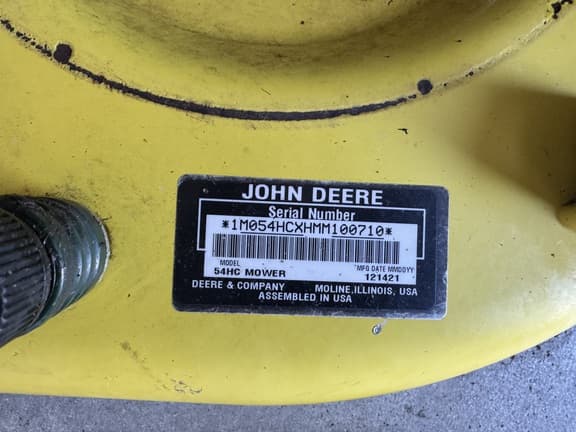 JOHN DEERE
Serial Number
*1M054HCXHMM100710*
MODEL *MFG DATE MMDDYY
54HC MOWER 121421
DEERE & COMPANY MOLINE, ILLINOIS, USA
ASSEMBLED IN USA